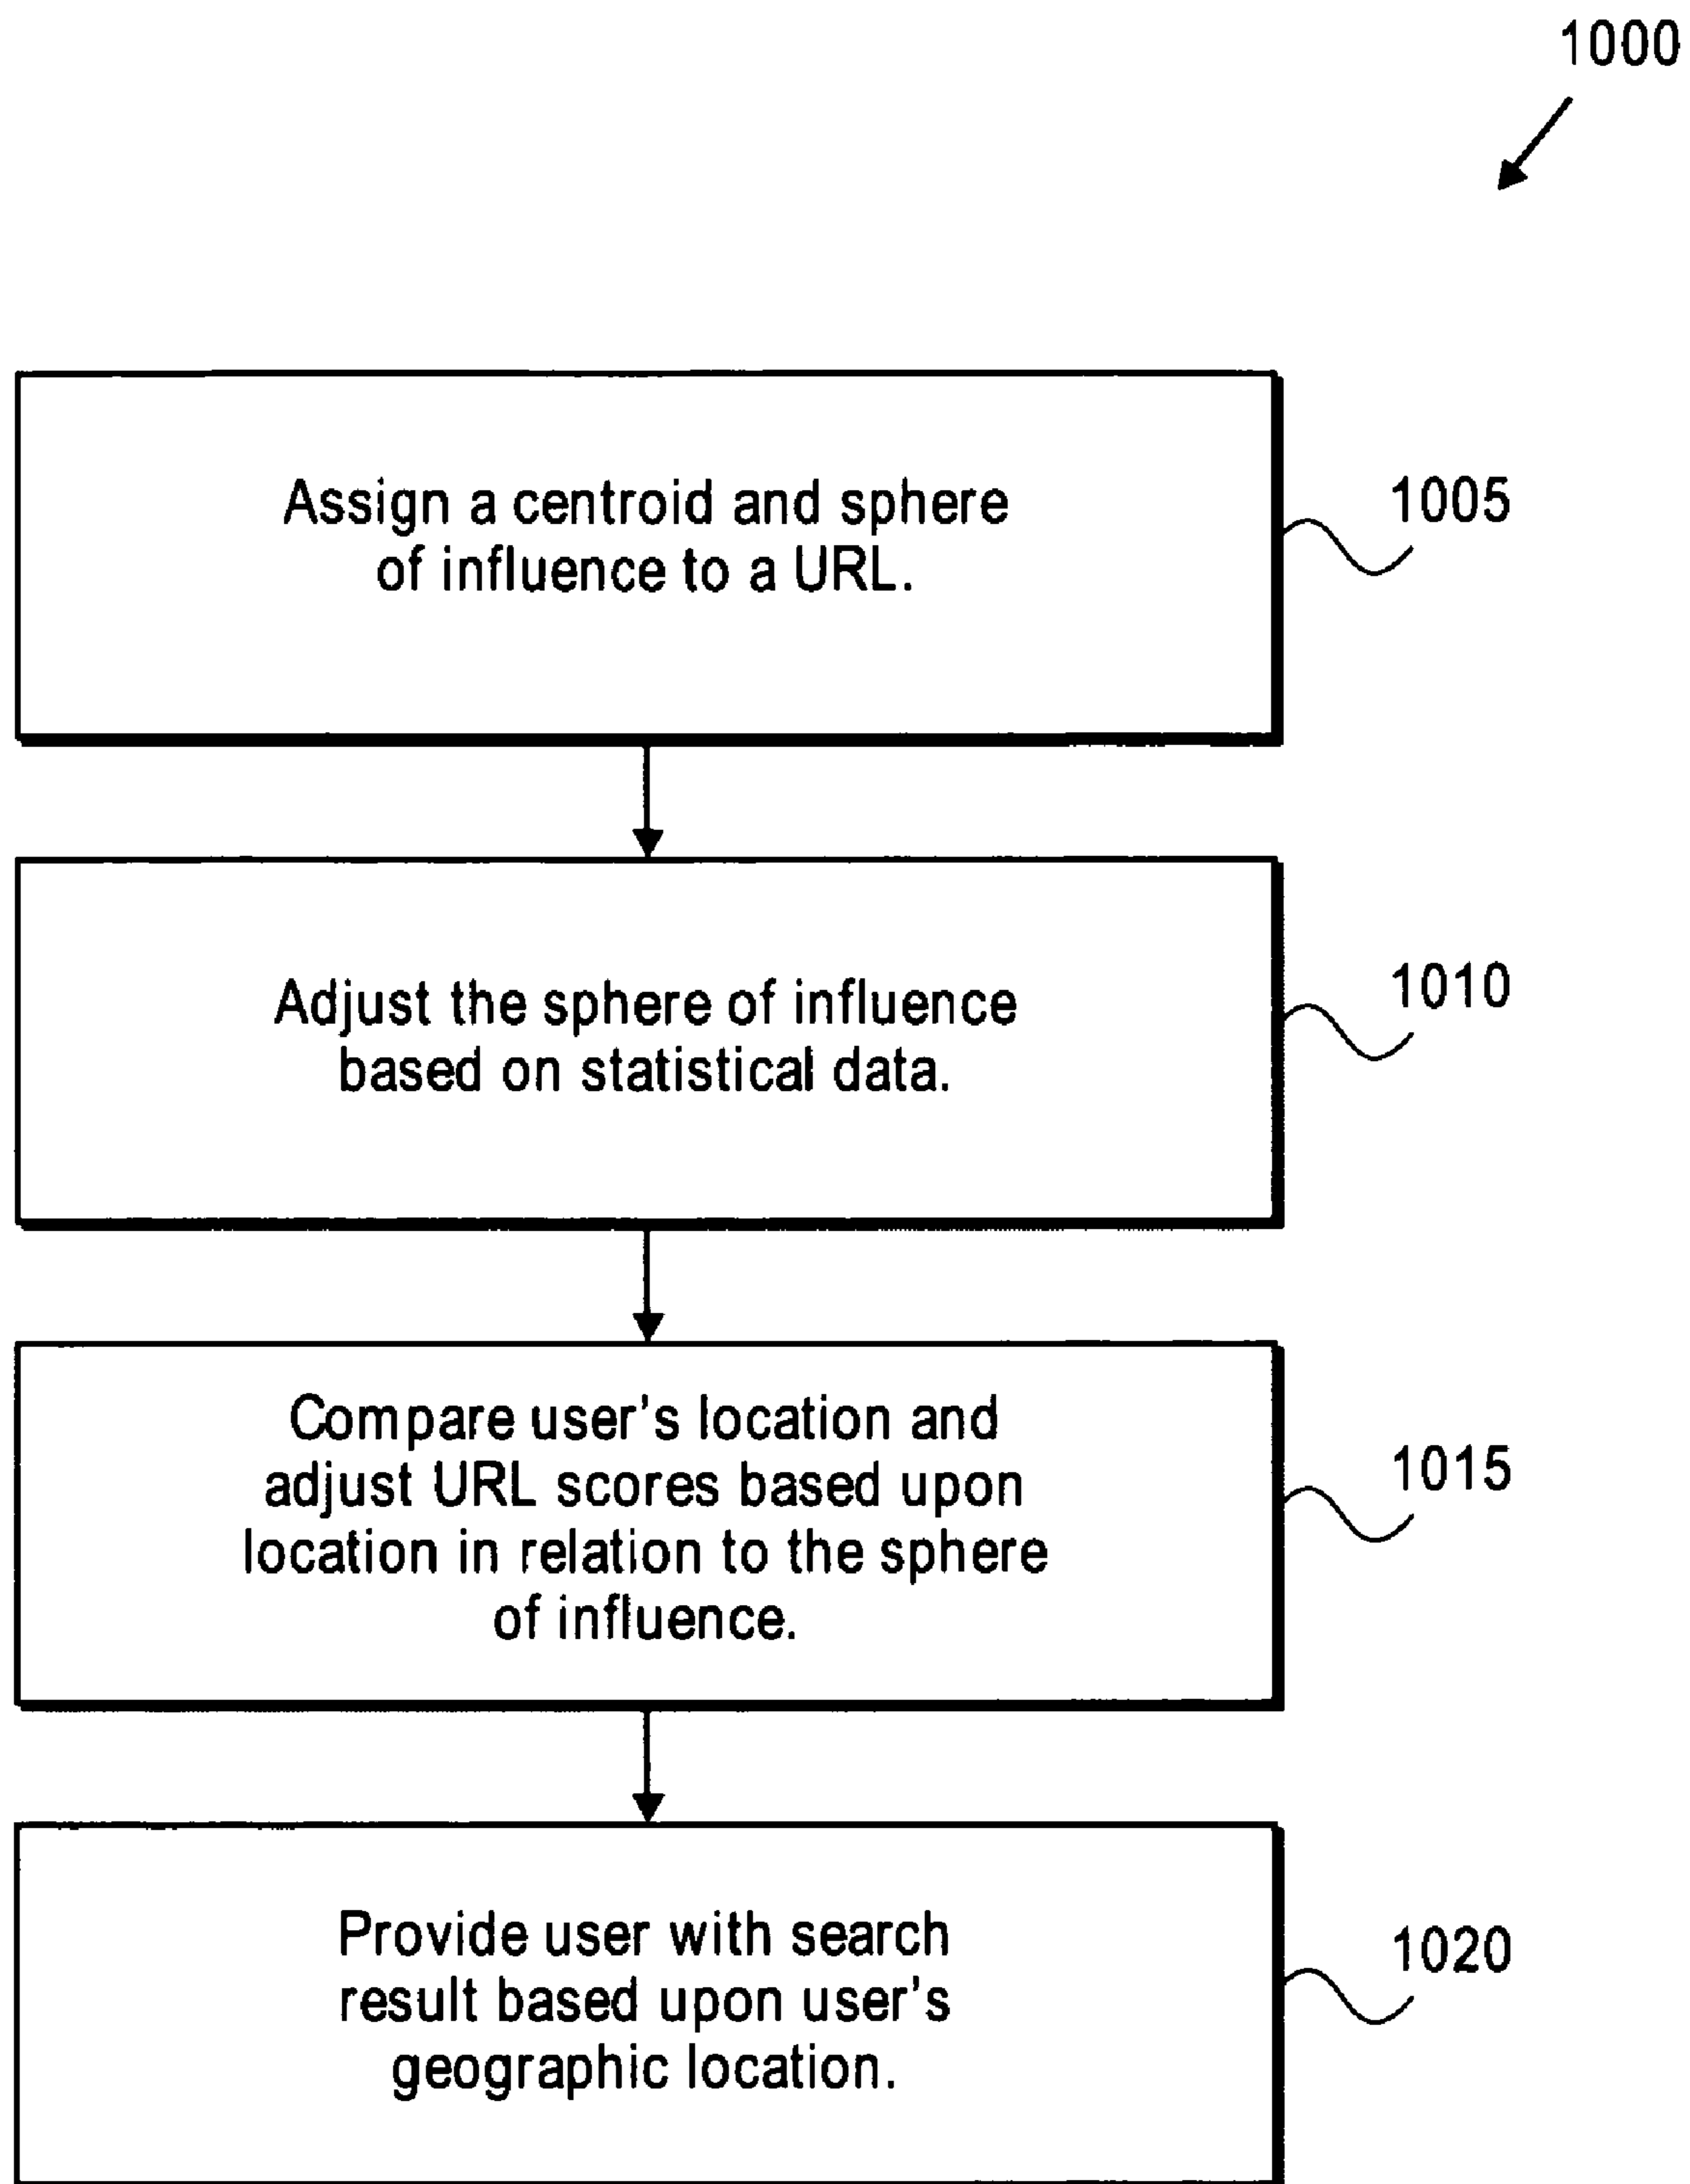 1000
Assign a centroid and sphere
of influence to a URL.
1005
Adjust the sphere of influence
based on statistical data.
1010
Compare user's location and
adjust URL scores based upon
location in relation to the sphere
of influence.
1015
Provide user with search
result based upon user's
geographic location.
1020